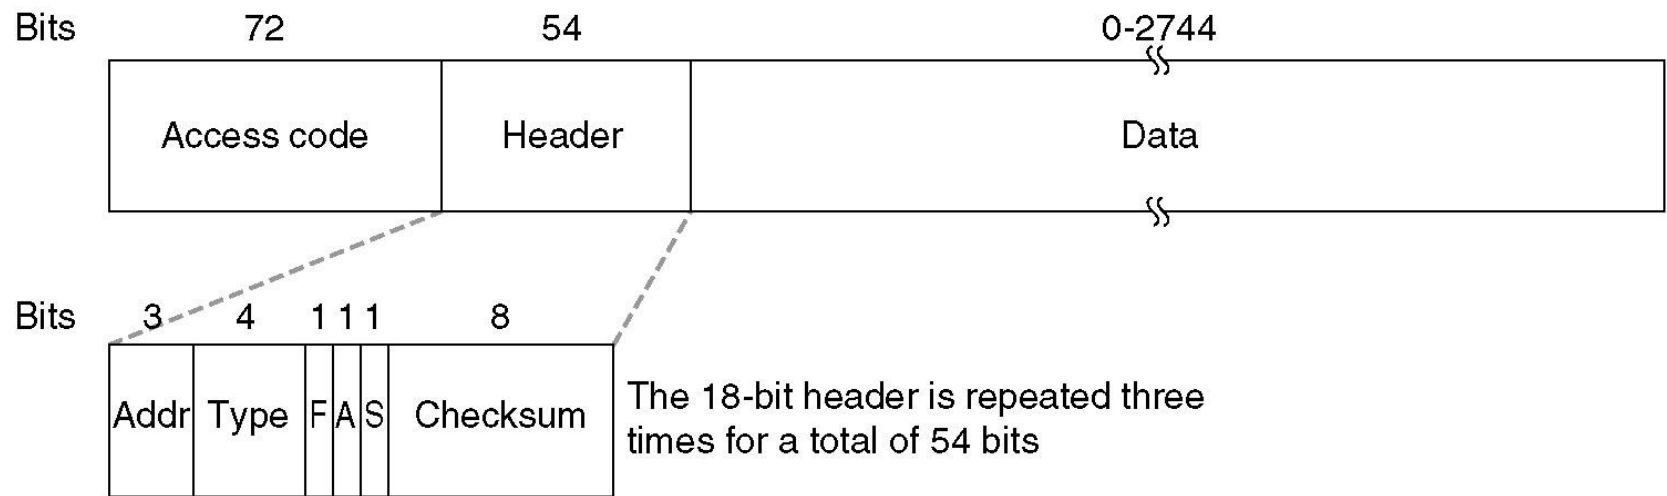 Bits 72 54 0-2744
Access code Header Data
Bits 3 4 1 1 1 8
Addr Type F A S Checksum
The 18-bit header is repeated three
times for a total of 54 bits